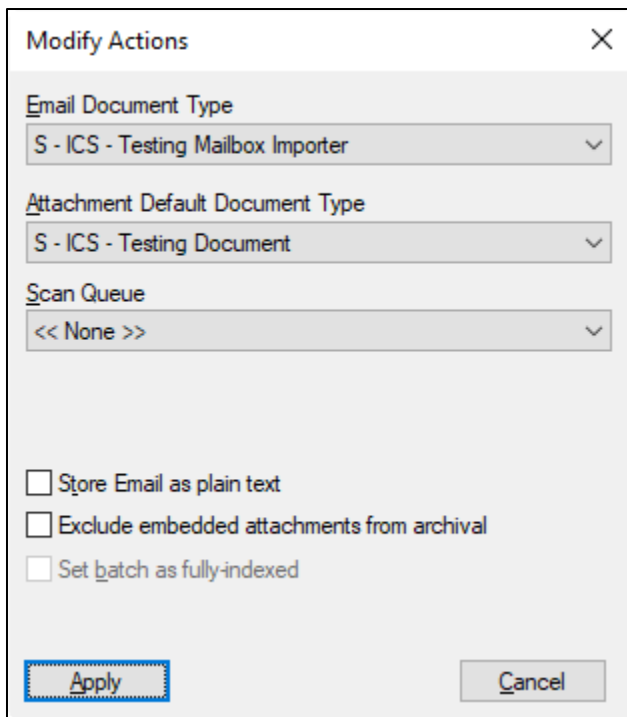 Modify Actions
Email Document Type
S - ICS - Testing Mailbox Importer
Attachment Default Document Type
S - ICS - Testing Document
Scan Queue
<< None >>
Store Email as plain text
Exclude embedded attachments from archival
Set batch as fully-indexed
Apply Cancel